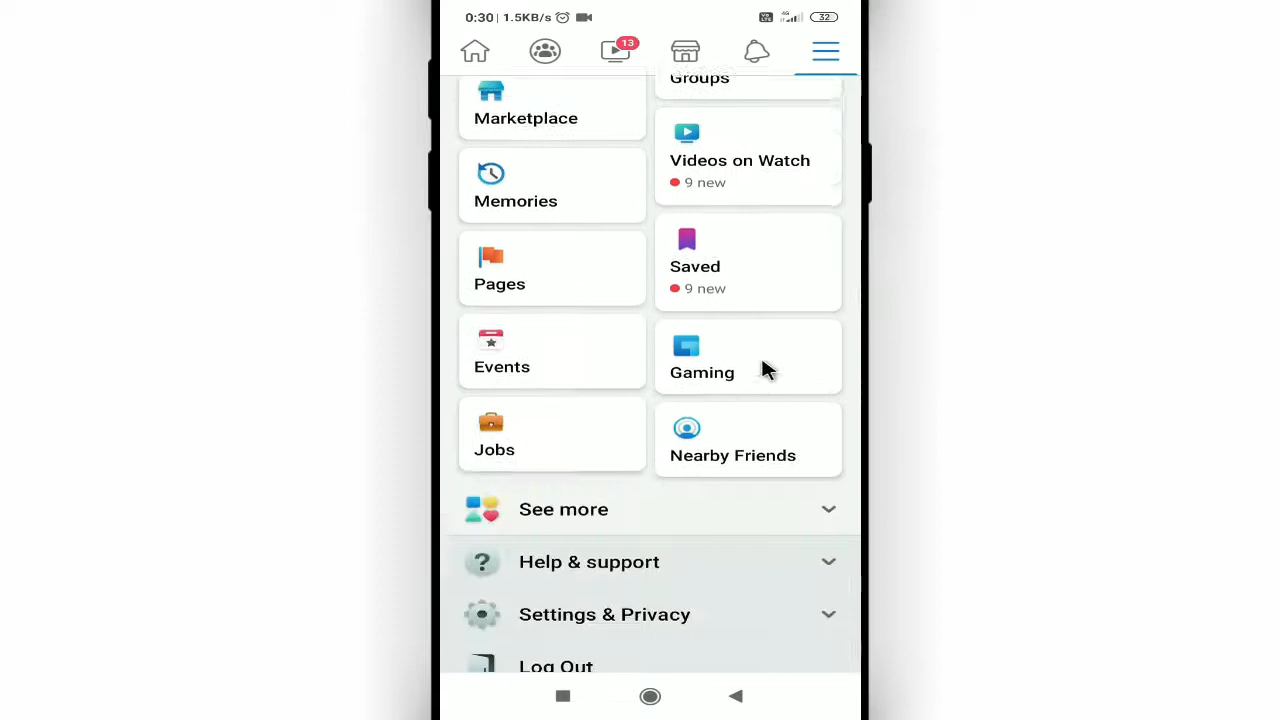 0:30 | 1.5KB/s
32
13
Groups
Marketplace
Videos on Watch
9 new
Memories
Saved
9 new
Pages
Events
Gaming
Jobs
Nearby Friends
See more
Help & support
Settings & Privacy
Log Out